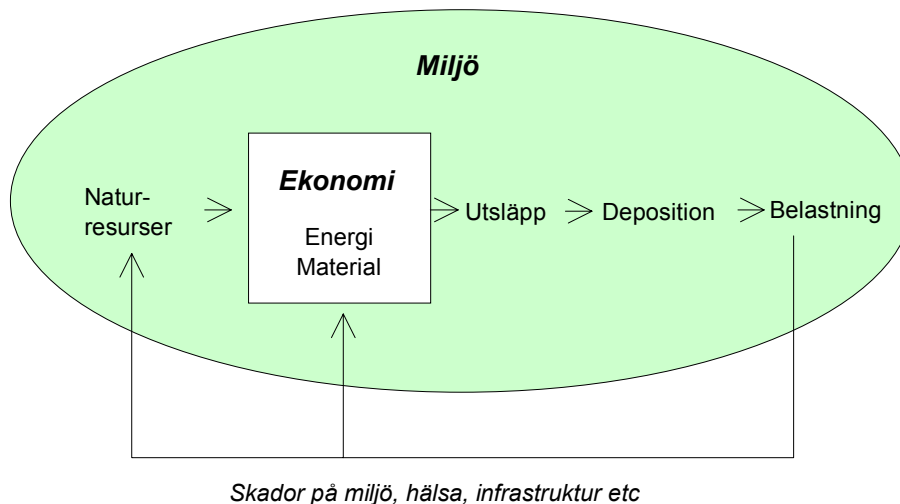 Miljö
Ekonomi
Energi
Material
Natur-
resurser
Utsläpp
Deposition
Belastning
Skador på miljö, hälsa, infrastruktur etc